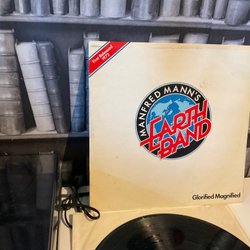 MANFRED MANN'S
EARTH
BAND
Glorified Magnified